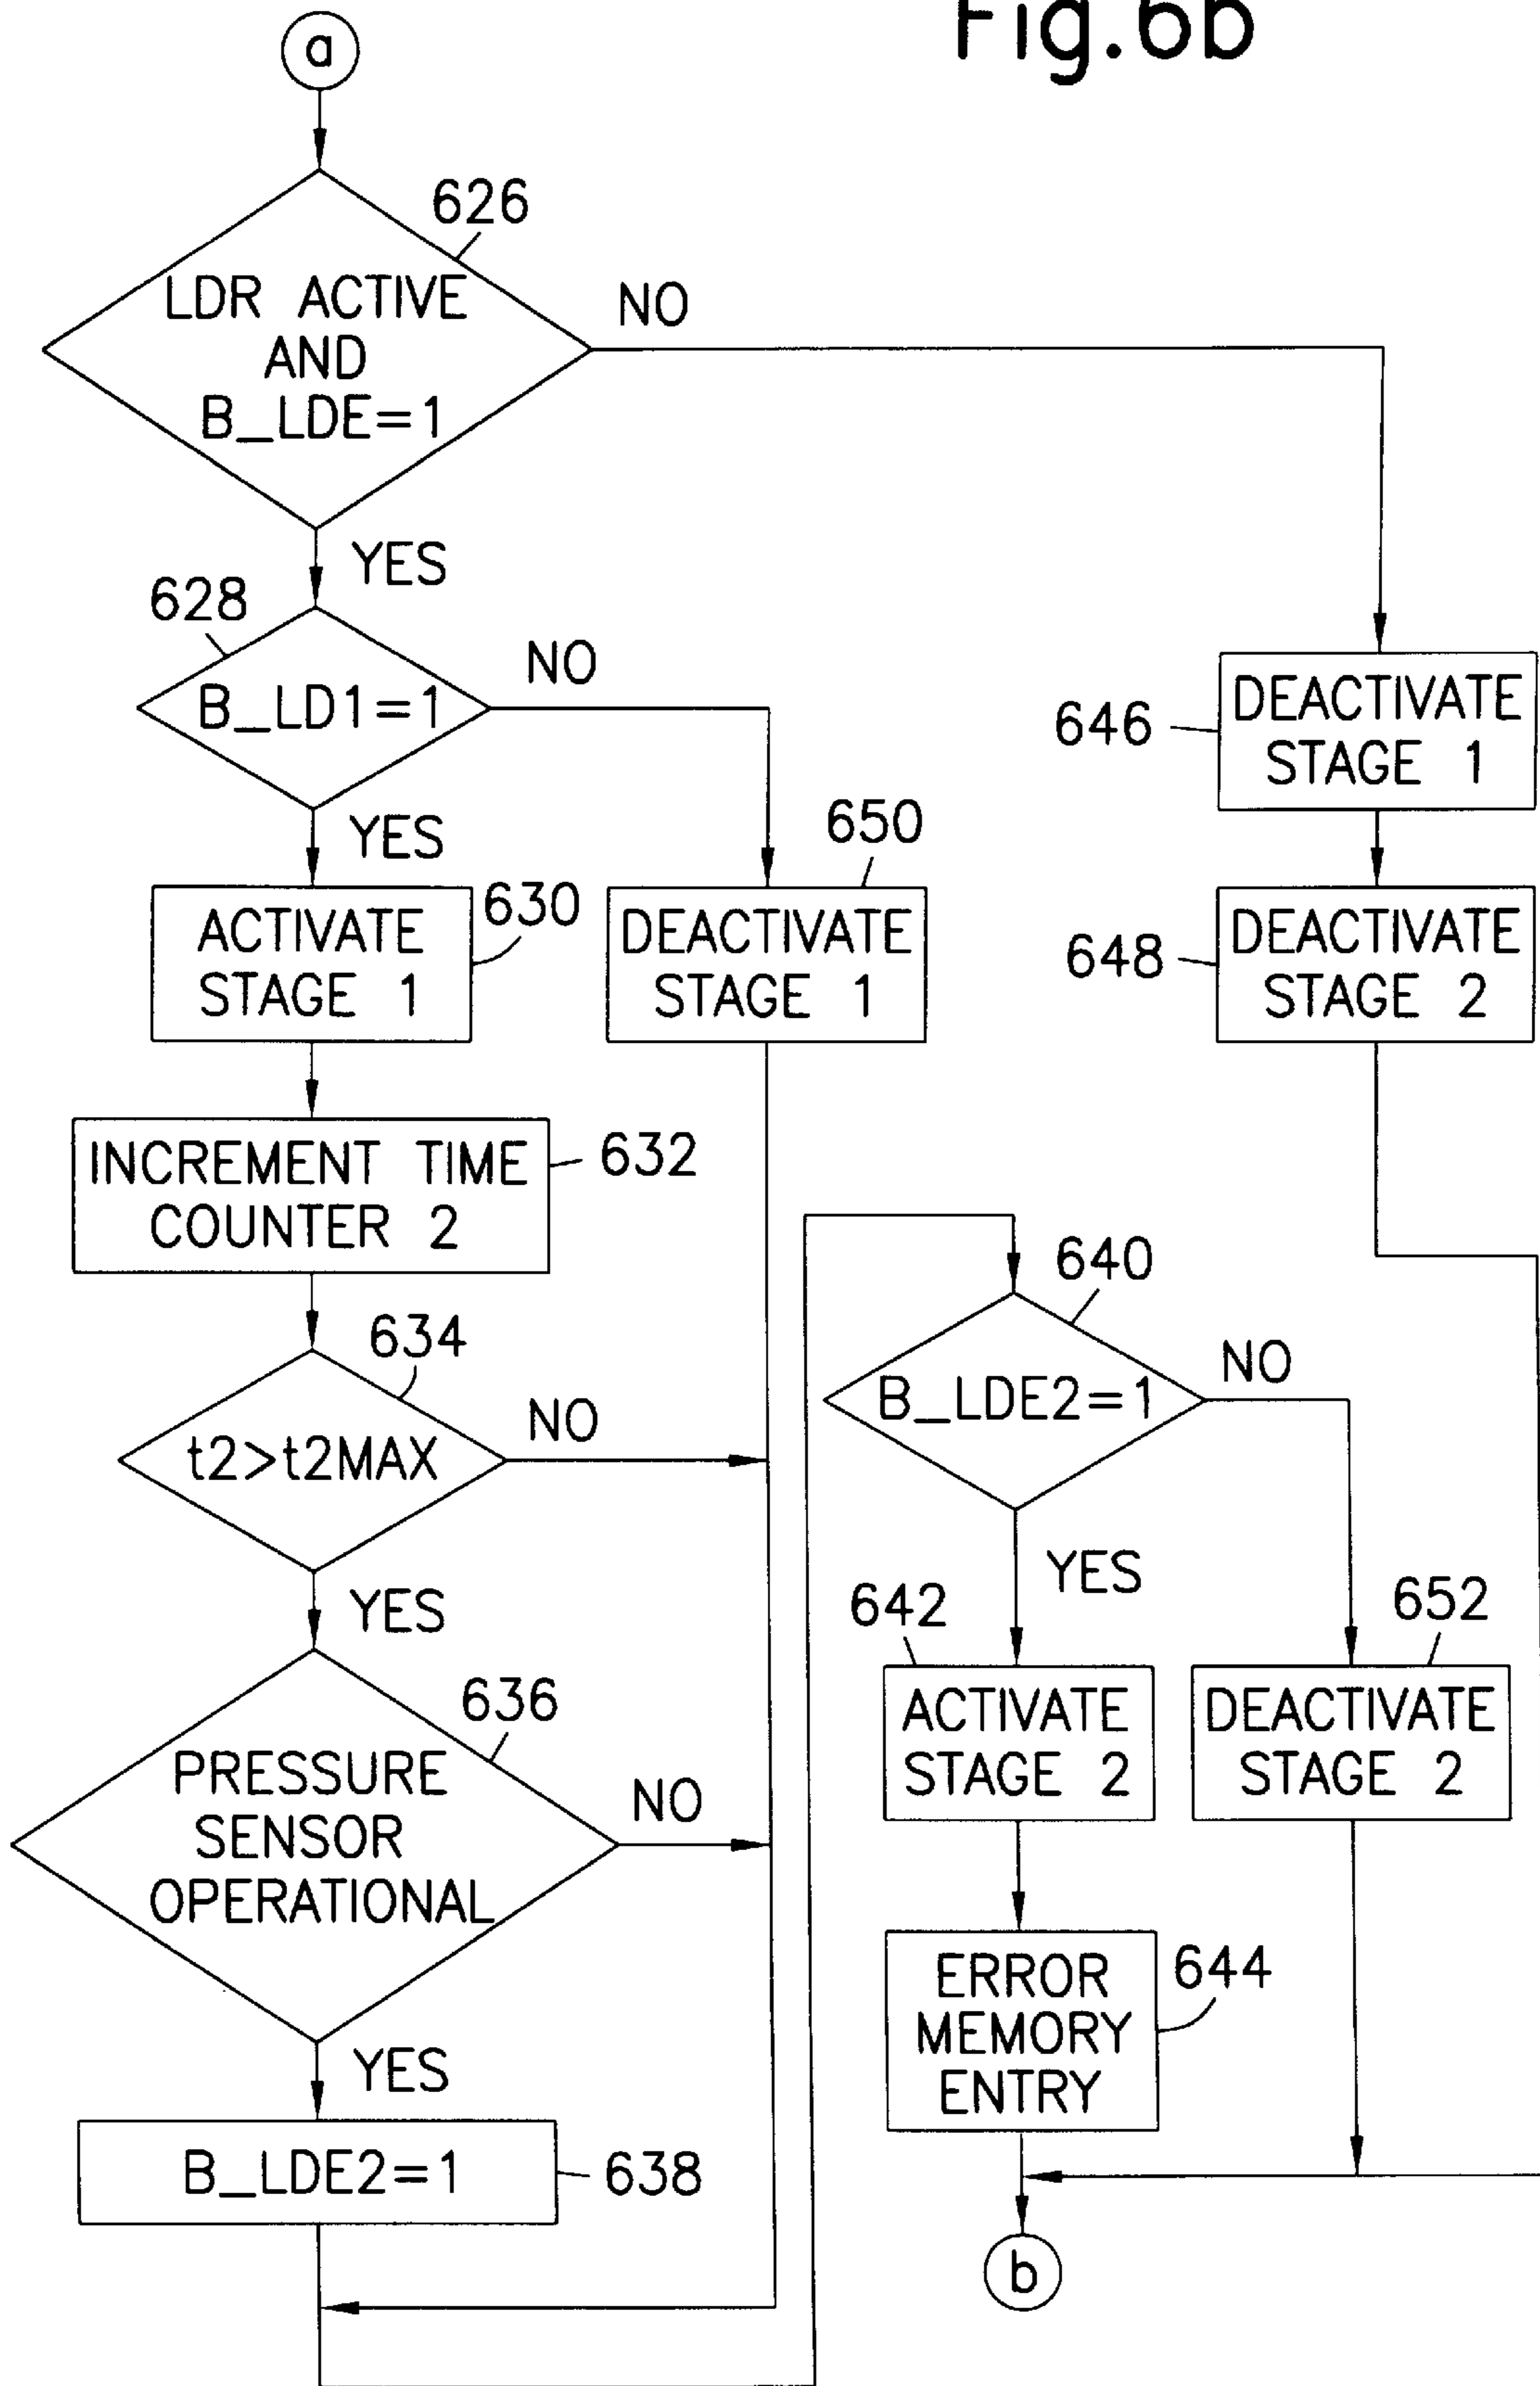 Fig.6b
a
626
LDR ACTIVE
AND
B_LDE=1
NO
YES
628
B_LD1=1
NO
YES
630
ACTIVATE
STAGE 1
650
DEACTIVATE
STAGE 1
646
DEACTIVATE
STAGE 1
648
DEACTIVATE
STAGE 2
INCREMENT TIME
COUNTER 2
632
634
t2>t2MAX
NO
YES
636
PRESSURE
SENSOR
OPERATIONAL
NO
YES
B_LDE2=1
638
640
B_LDE2=1
NO
YES
642
ACTIVATE
STAGE 2
652
DEACTIVATE
STAGE 2
ERROR
MEMORY
ENTRY
644
b